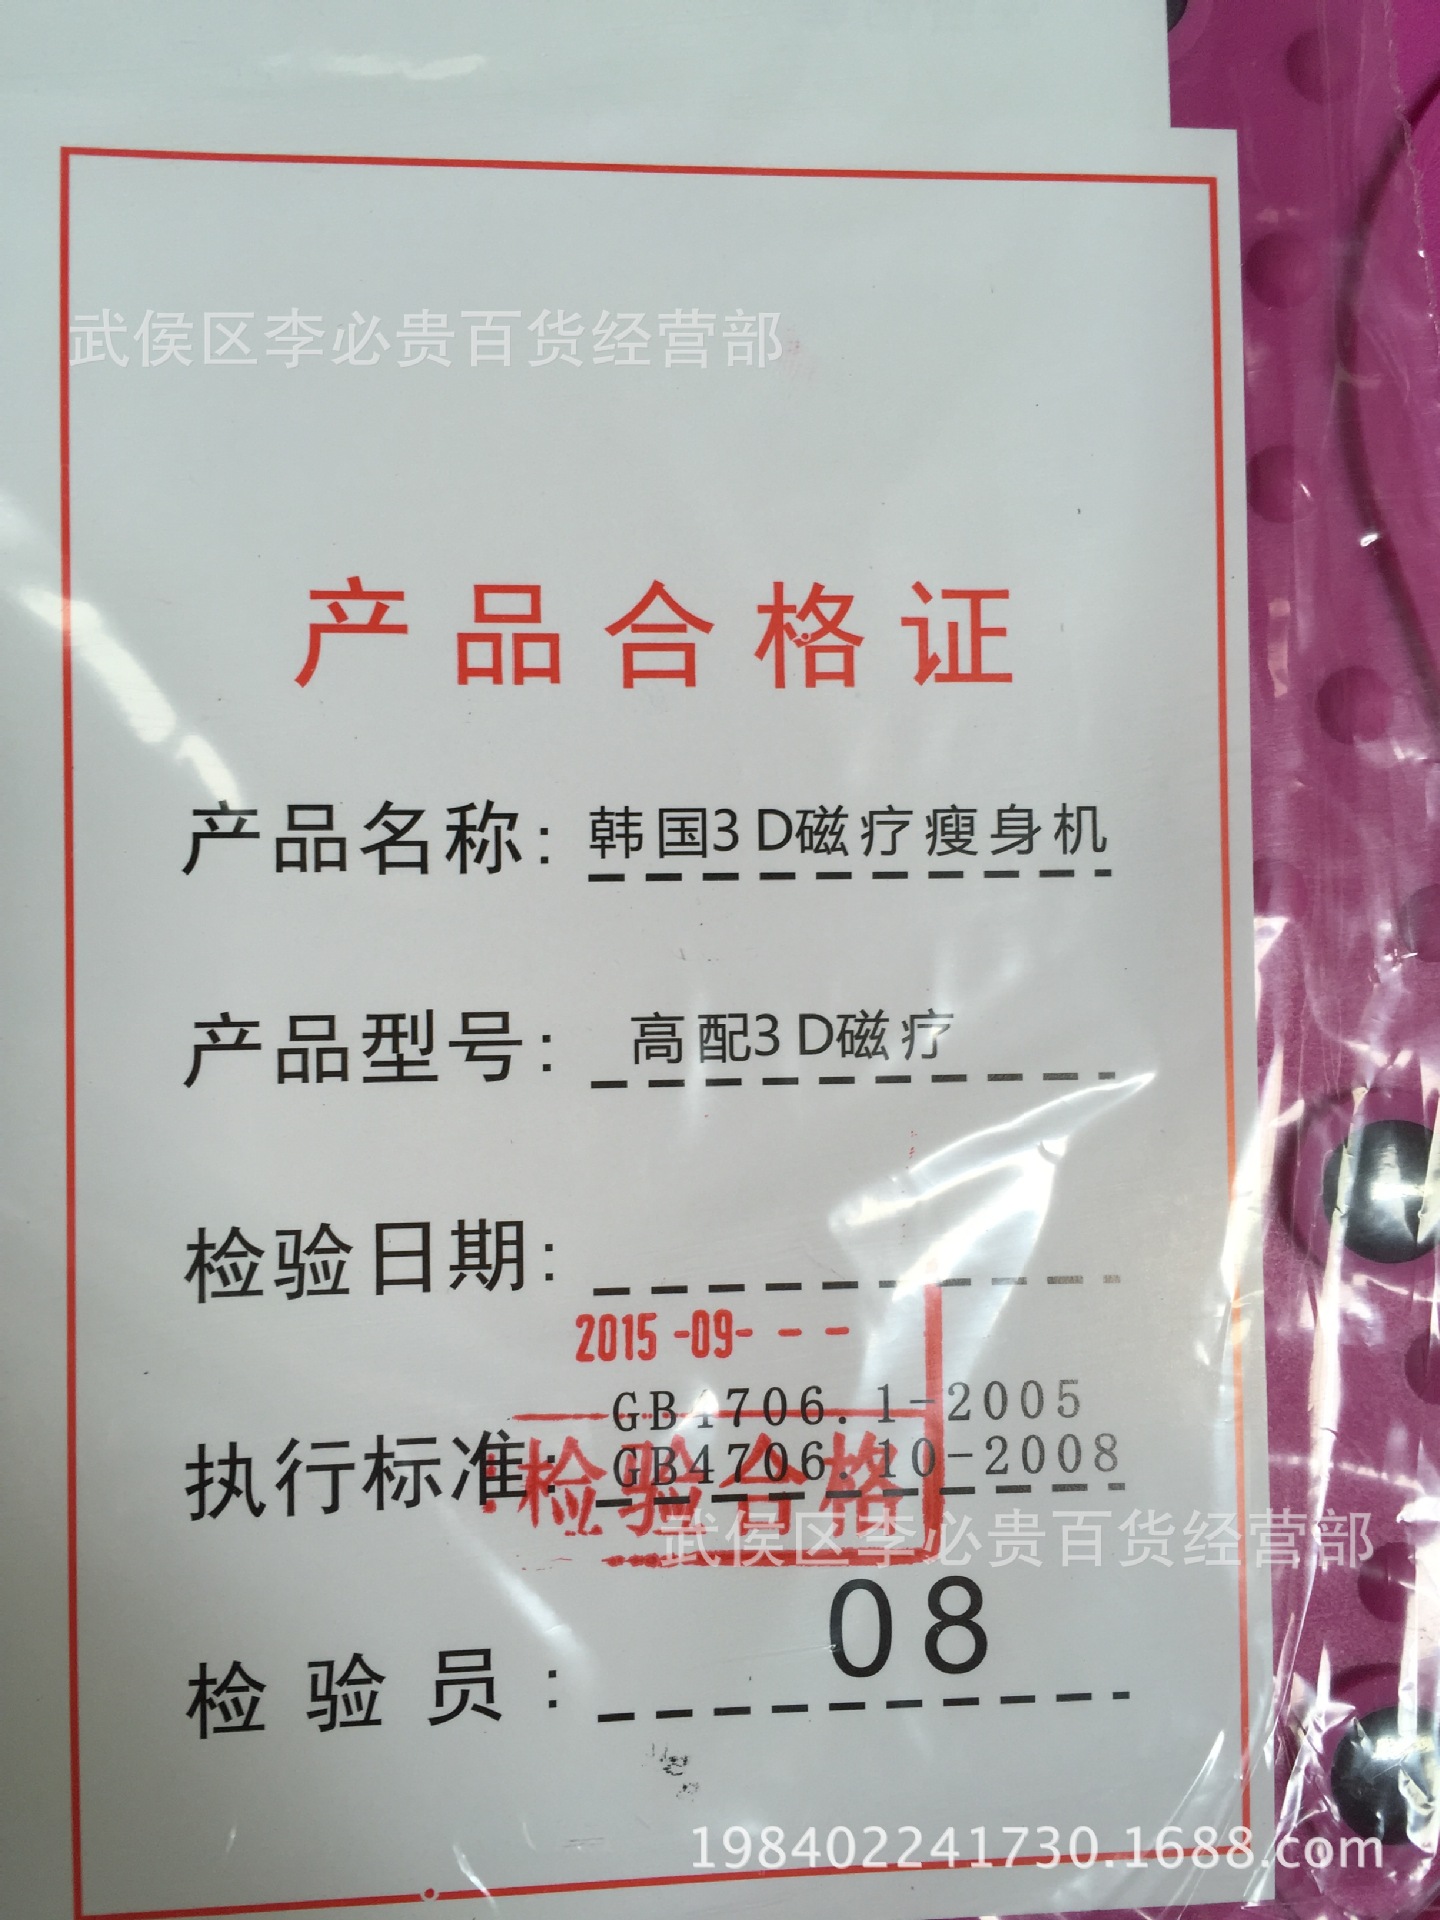 武侯区李必贵百货经营部
产品合格证
产品名称: 韩国3D磁疗瘦身机
产品型号: 高配3D磁疗
检验日期:
2015-09- - -
GB4706.1-2005
执行标准: GB4706.10-2008
检验合格
武侯区李必贵百货经营部
检验员: 08
198402241730.1688.com